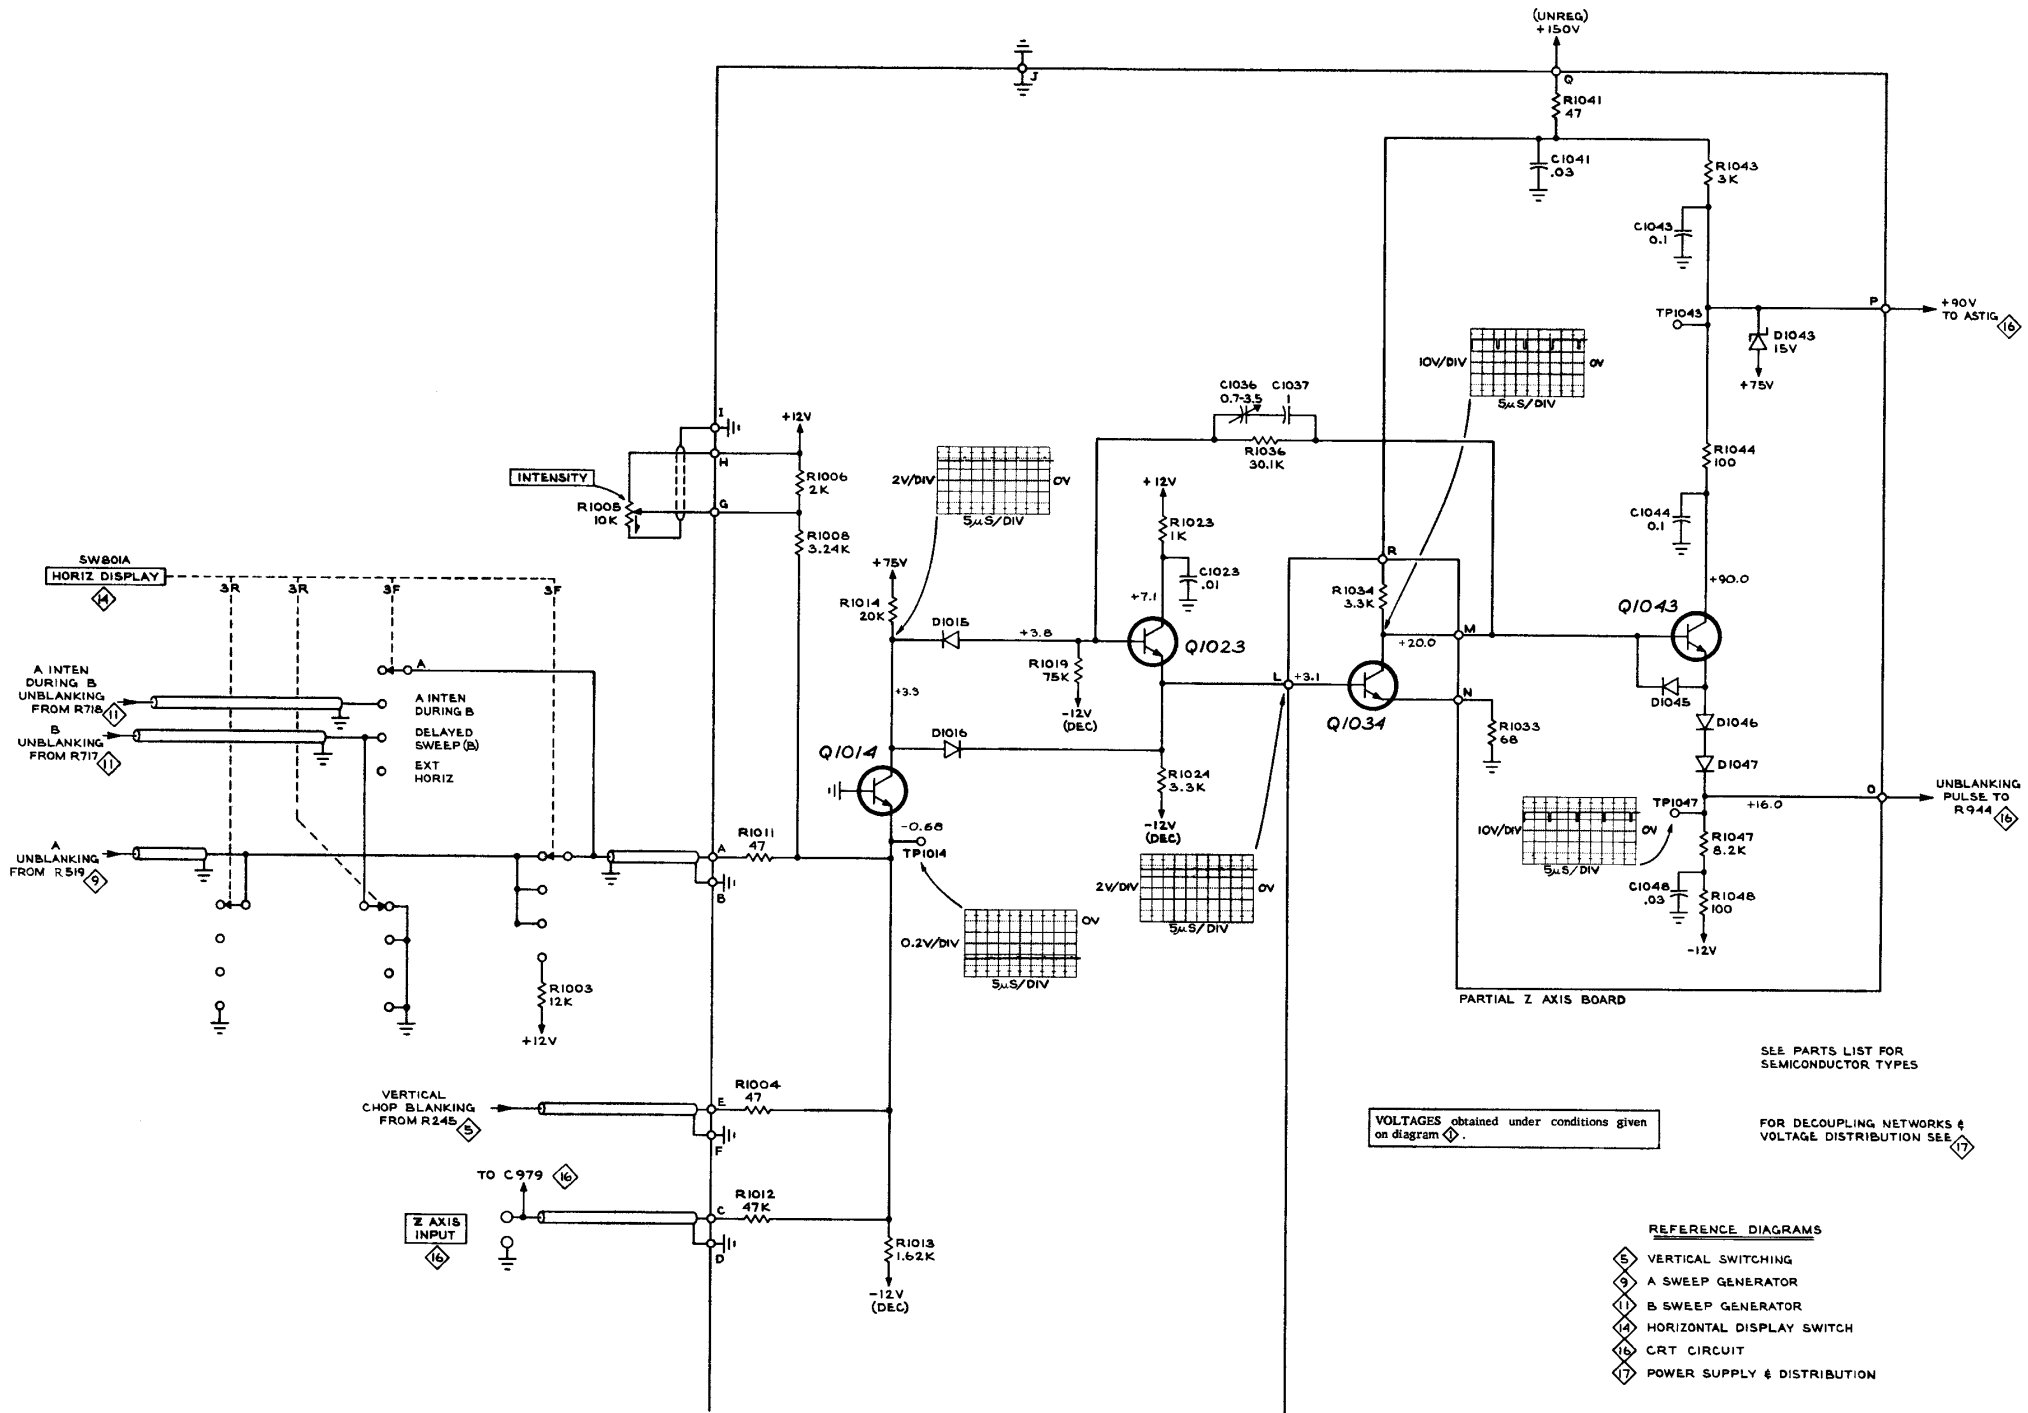 (UNREG)
+150V
J
Q
R1041
47
C1041
.03
R1043
3K
C1043
0.1
P
+90V
TO ASTIG
16
TP1043
D1043
15V
+75V
10V/DIV
0V
5µS/DIV
C1036
0.7-3.5
C1037
1
R1036
30.1K
R1044
100
C1044
0.1
+90.0
Q1043
I
+12V
H
INTENSITY
R1005
10K
G
R1006
2K
R1008
3.24K
2V/DIV
0V
5µS/DIV
+12V
R1023
1K
C1023
.01
+7.1
+75V
R1014
20K
D1015
+3.8
Q1023
R1019
75K
-12V
(DEC)
+3.3
D1016
Q1014
R1024
3.3K
-12V
(DEC)
R
R1034
3.3K
M
+20.0
L
+3.1
Q1034
N
R1033
68
D1045
D1046
D1047
TP1047
+16.0
O
UNBLANKING
PULSE TO
R944
16
10V/DIV
0V
5µS/DIV
R1047
8.2K
C1048
.03
R1048
100
-12V
PARTIAL Z AXIS BOARD
SW801A
HORIZ DISPLAY
14
3R
3R
3F
3F
A
A INTEN
DURING B
UNBLANKING
FROM R718
11
A INTEN
DURING B
B
UNBLANKING
FROM R717
11
DELAYED
SWEEP (B)
EXT
HORIZ
A
UNBLANKING
FROM R519
9
A
R1011
47
B
-0.68
TP1014
0.2V/DIV
0V
5µS/DIV
2V/DIV
0V
5µS/DIV
R1003
12K
+12V
VERTICAL
CHOP BLANKING
FROM R245
5
E
R1004
47
F
TO C979
16
Z AXIS
INPUT
16
C
R1012
47K
D
R1013
1.62K
-12V
(DEC)
SEE PARTS LIST FOR
SEMICONDUCTOR TYPES
VOLTAGES obtained under conditions given
on diagram 1 .
FOR DECOUPLING NETWORKS &
VOLTAGE DISTRIBUTION SEE 17
REFERENCE DIAGRAMS
5 VERTICAL SWITCHING
9 A SWEEP GENERATOR
11 B SWEEP GENERATOR
14 HORIZONTAL DISPLAY SWITCH
16 CRT CIRCUIT
17 POWER SUPPLY & DISTRIBUTION